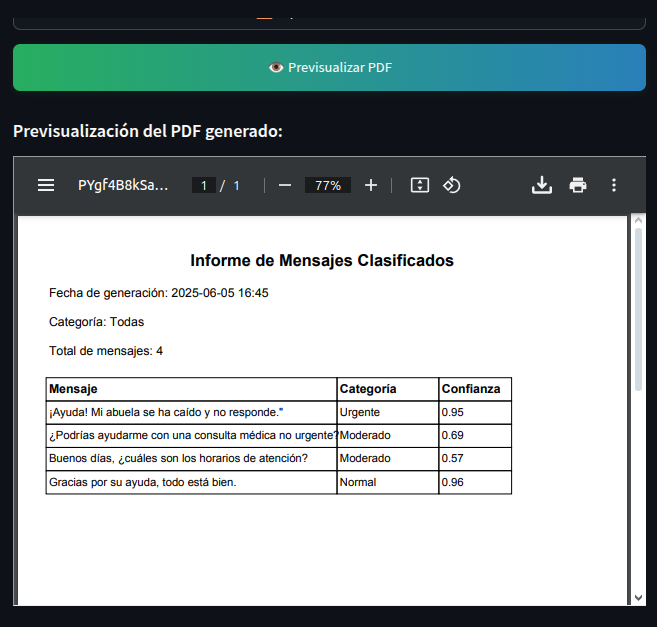 Previsualizar PDF
Previsualización del PDF generado:
PYgf4B8kSa... 1 / 1 77%
Informe de Mensajes Clasificados
Fecha de generación: 2025-06-05 16:45
Categoría: Todas
Total de mensajes: 4
Mensaje Categoría Confianza
¡Ayuda! Mi abuela se ha caído y no responde." Urgente 0.95
¿Podrías ayudarme con una consulta médica no urgente? Moderado 0.69
Buenos días, ¿cuáles son los horarios de atención? Moderado 0.57
Gracias por su ayuda, todo está bien. Normal 0.96